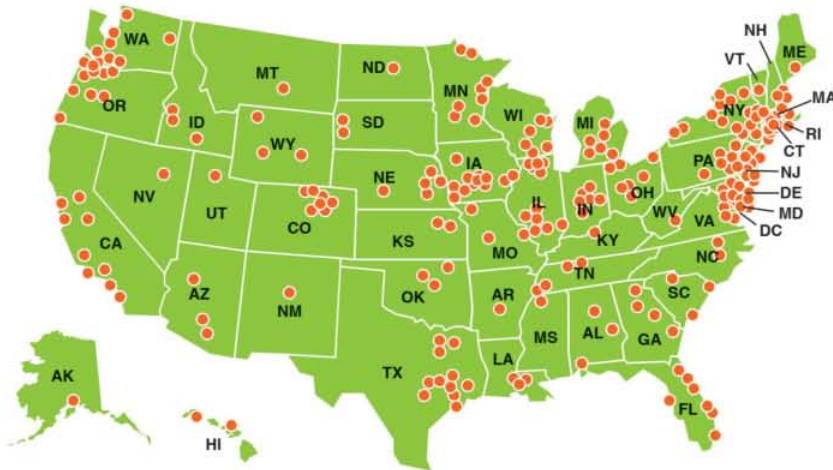 NH
WA
VT
ME
MT
ND
MN
OR
NY
MA
WI
MI
ID
SD
RI
WY
CT
IA
PA
NJ
NE
NV
OH
DE
IL
IN
UT
WV
VA
MD
CO
CA
KS
MO
KY
DC
NC
TN
OK
AZ
NM
AR
SC
MS
AL
GA
LA
TX
AK
FL
HI